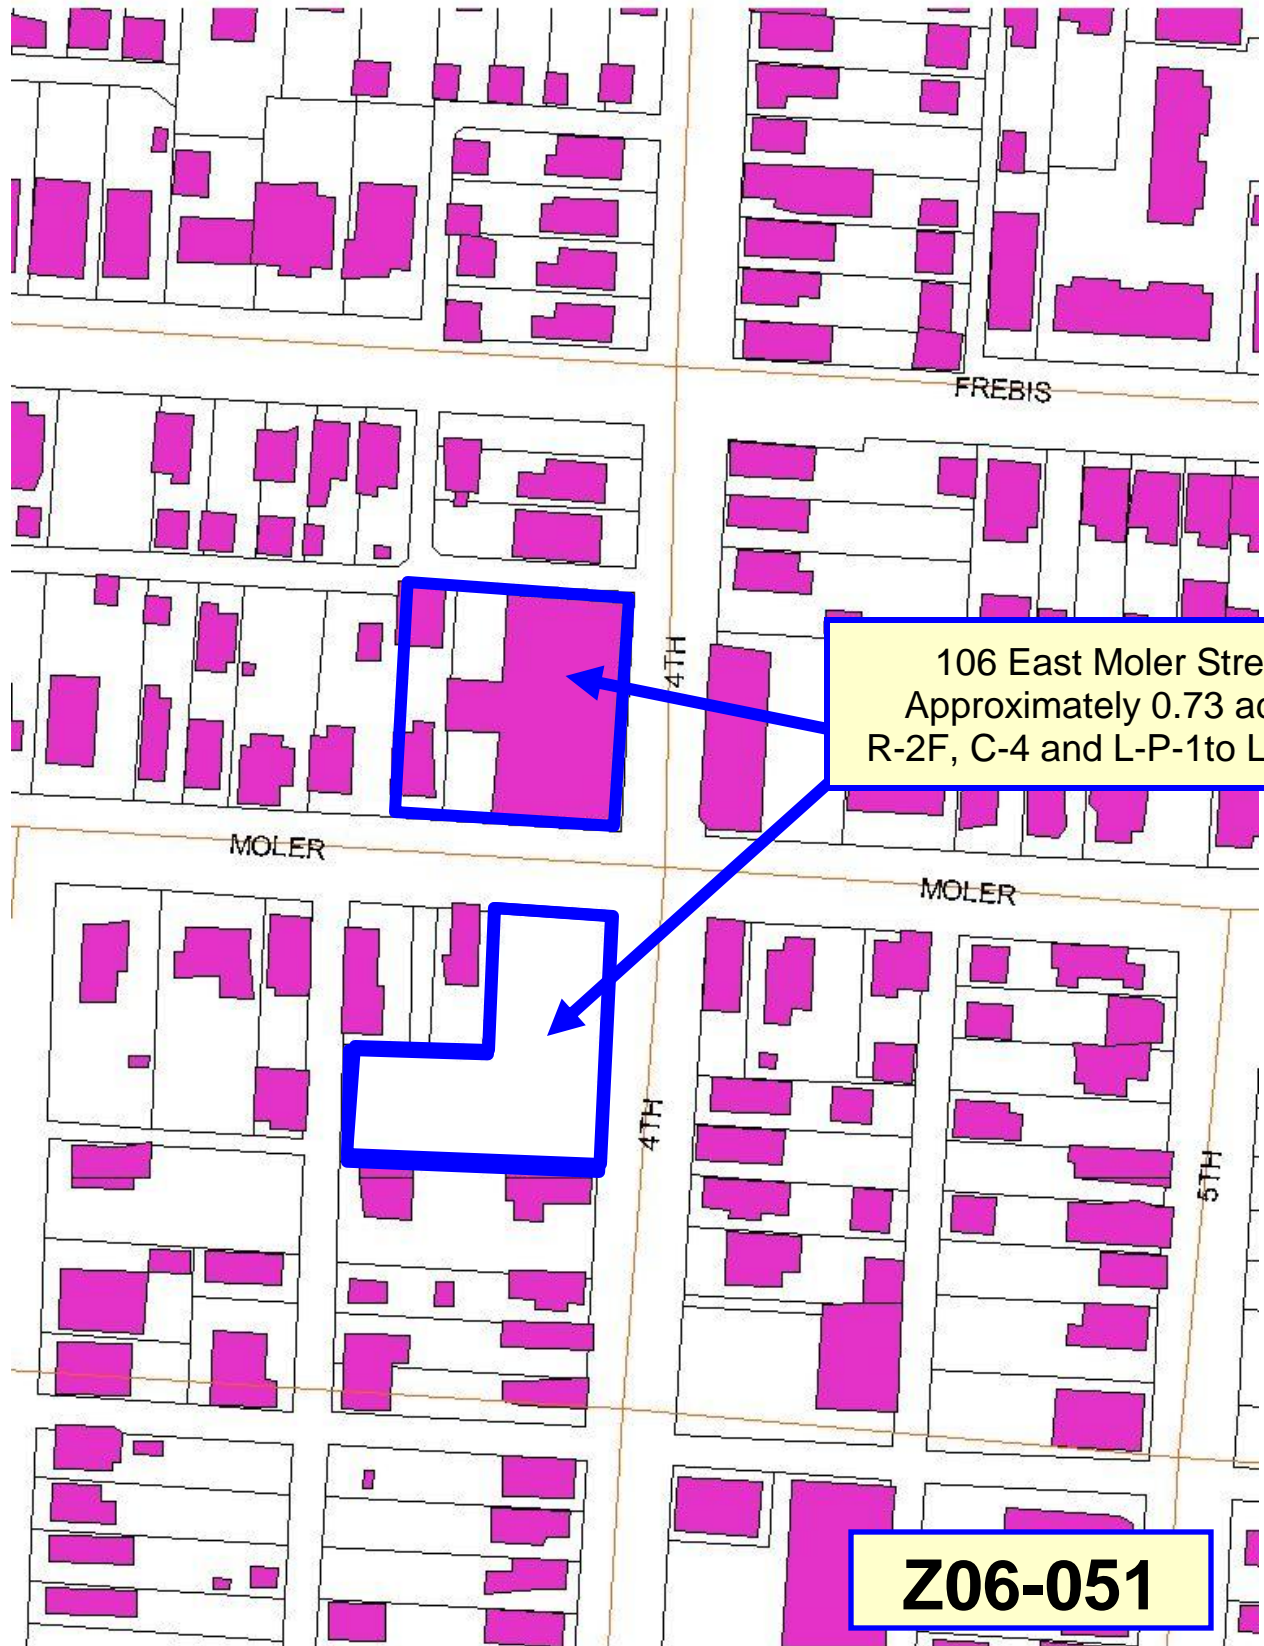 FREBIS
4TH
106 East Moler Stre
Approximately 0.73 ac
R-2F, C-4 and L-P-1to L
MOLER
MOLER
4TH
5TH
Z06-051